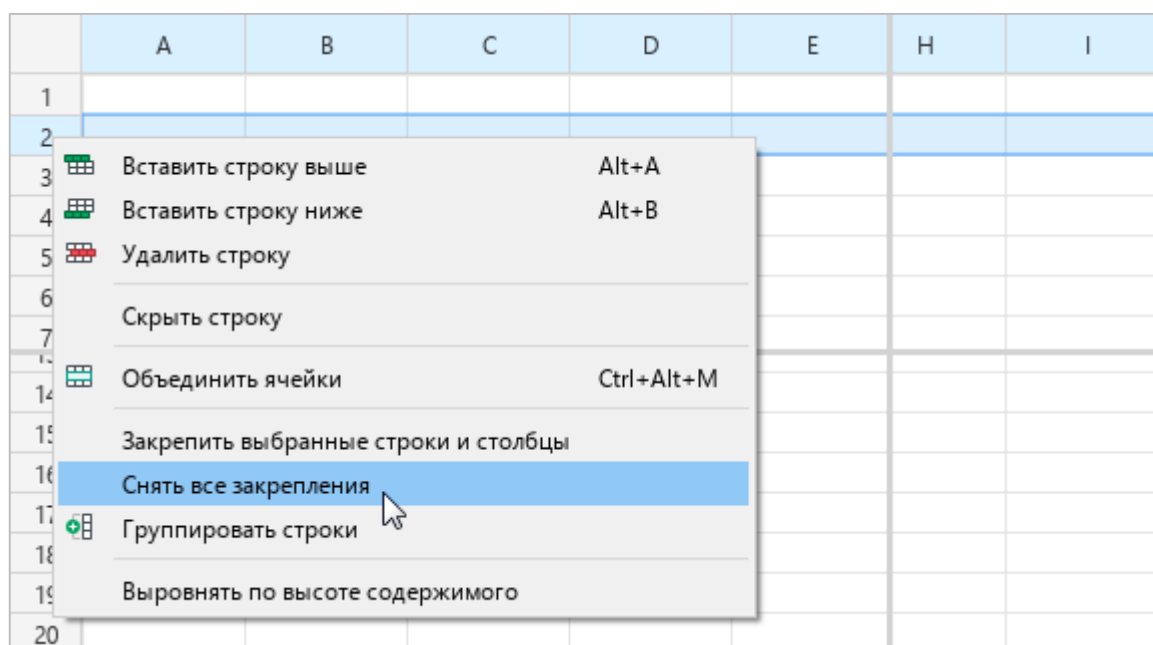 A B C D E H I
1
2
Вставить строку выше Alt+A
3
Вставить строку ниже Alt+B
4
Удалить строку
5
6
Скрыть строку
7
Объединить ячейки Ctrl+Alt+M
14
Закрепить выбранные строки и столбцы
15
Снять все закрепления
16
17
Группировать строки
18
Выровнять по высоте содержимого
19
20